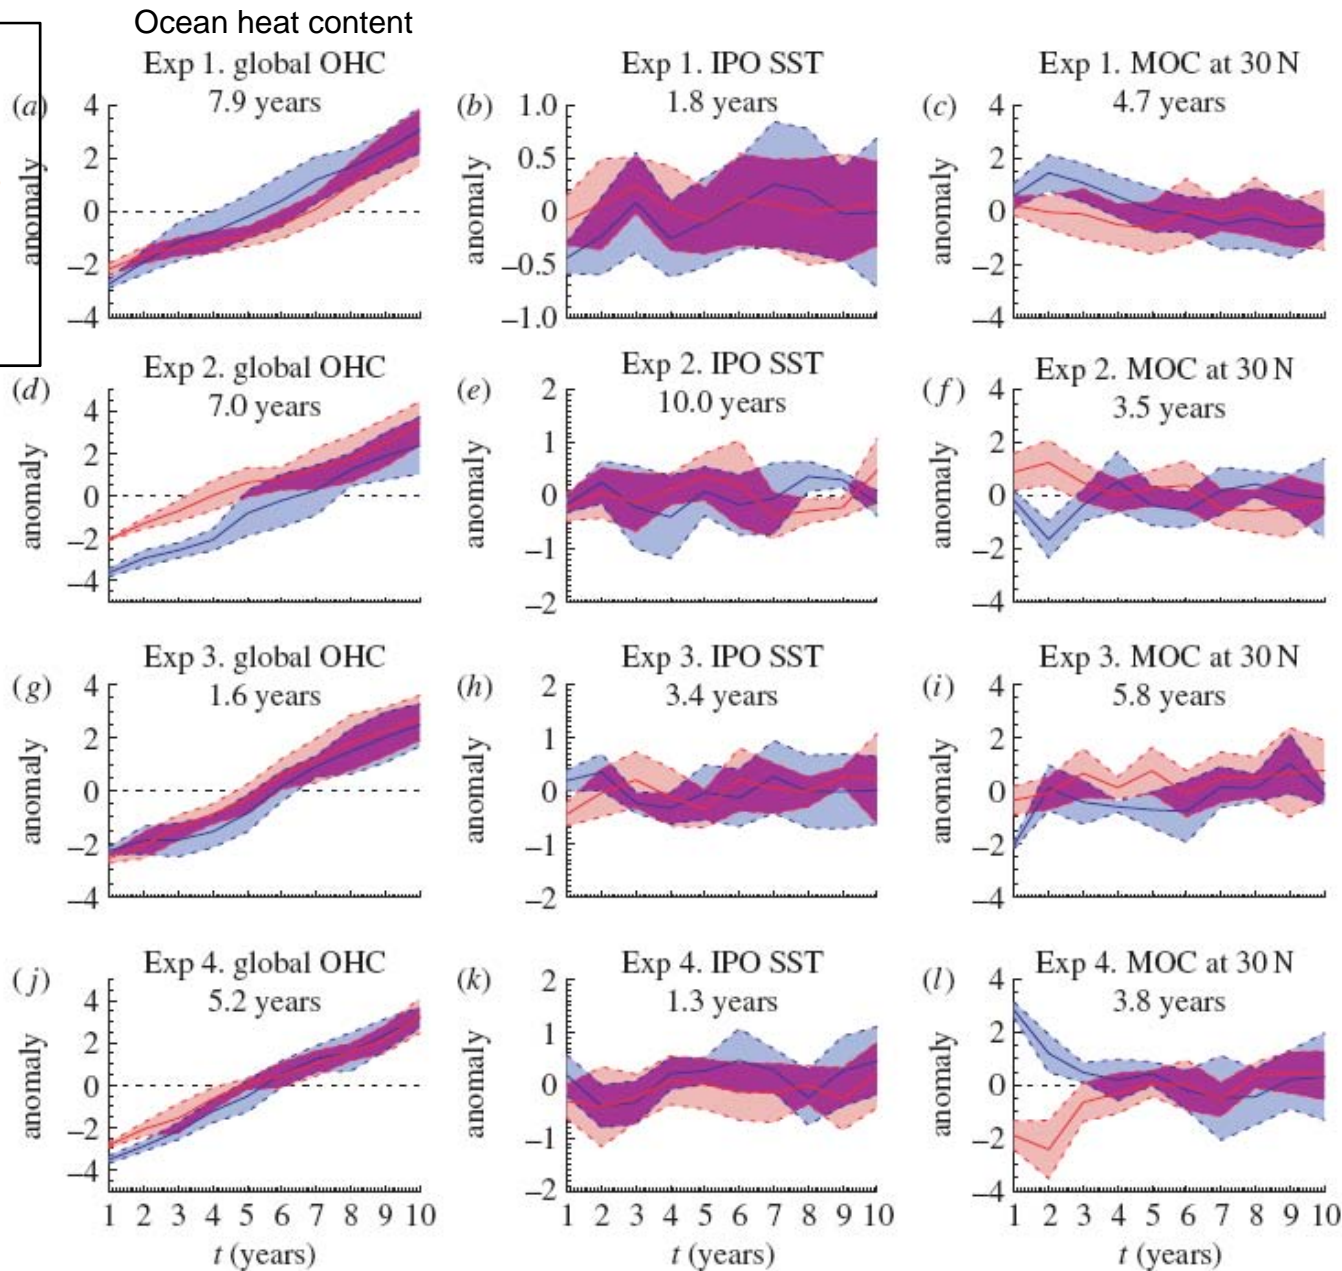 Ocean heat content
Exp 1. global OHC
7.9 years
(a)
4
2
0
−2
−4
anomaly
Exp 1. IPO SST
1.8 years
(b)
1.0
0.5
0
−0.5
−1.0
anomaly
Exp 1. MOC at 30 N
4.7 years
(c)
4
2
0
−2
−4
anomaly
Exp 2. global OHC
7.0 years
(d)
4
2
0
−2
−4
anomaly
Exp 2. IPO SST
10.0 years
(e)
2
1
0
−1
−2
anomaly
Exp 2. MOC at 30 N
3.5 years
(f)
4
2
0
−2
−4
anomaly
Exp 3. global OHC
1.6 years
(g)
4
2
0
−2
−4
anomaly
Exp 3. IPO SST
3.4 years
(h)
2
1
0
−1
−2
anomaly
Exp 3. MOC at 30 N
5.8 years
(i)
4
2
0
−2
−4
anomaly
Exp 4. global OHC
5.2 years
(j)
4
2
0
−2
−4
anomaly
1 2 3 4 5 6 7 8 9 10
t (years)
Exp 4. IPO SST
1.3 years
(k)
2
1
0
−1
−2
anomaly
1 2 3 4 5 6 7 8 9 10
t (years)
Exp 4. MOC at 30 N
3.8 years
(l)
4
2
0
−2
−4
anomaly
1 2 3 4 5 6 7 8 9 10
t (years)